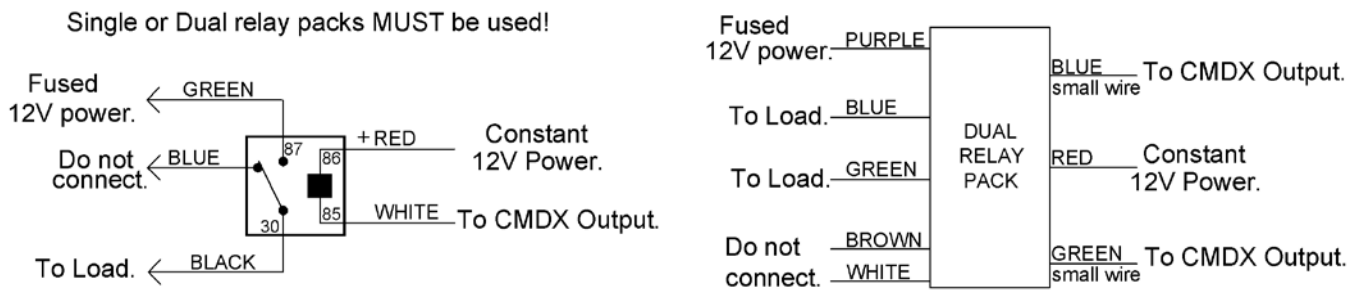 Single or Dual relay packs MUST be used!
Fused
12V power.
GREEN
Do not
connect.
BLUE
87
86
+ RED
Constant
12V Power.
85
WHITE
To CMDX Output.
30
To Load.
BLACK
Fused
12V power.
PURPLE
To Load.
BLUE
To Load.
GREEN
Do not
connect.
BROWN
WHITE
DUAL
RELAY
PACK
BLUE
small wire
To CMDX Output.
RED
Constant
12V Power.
GREEN
small wire
To CMDX Output.